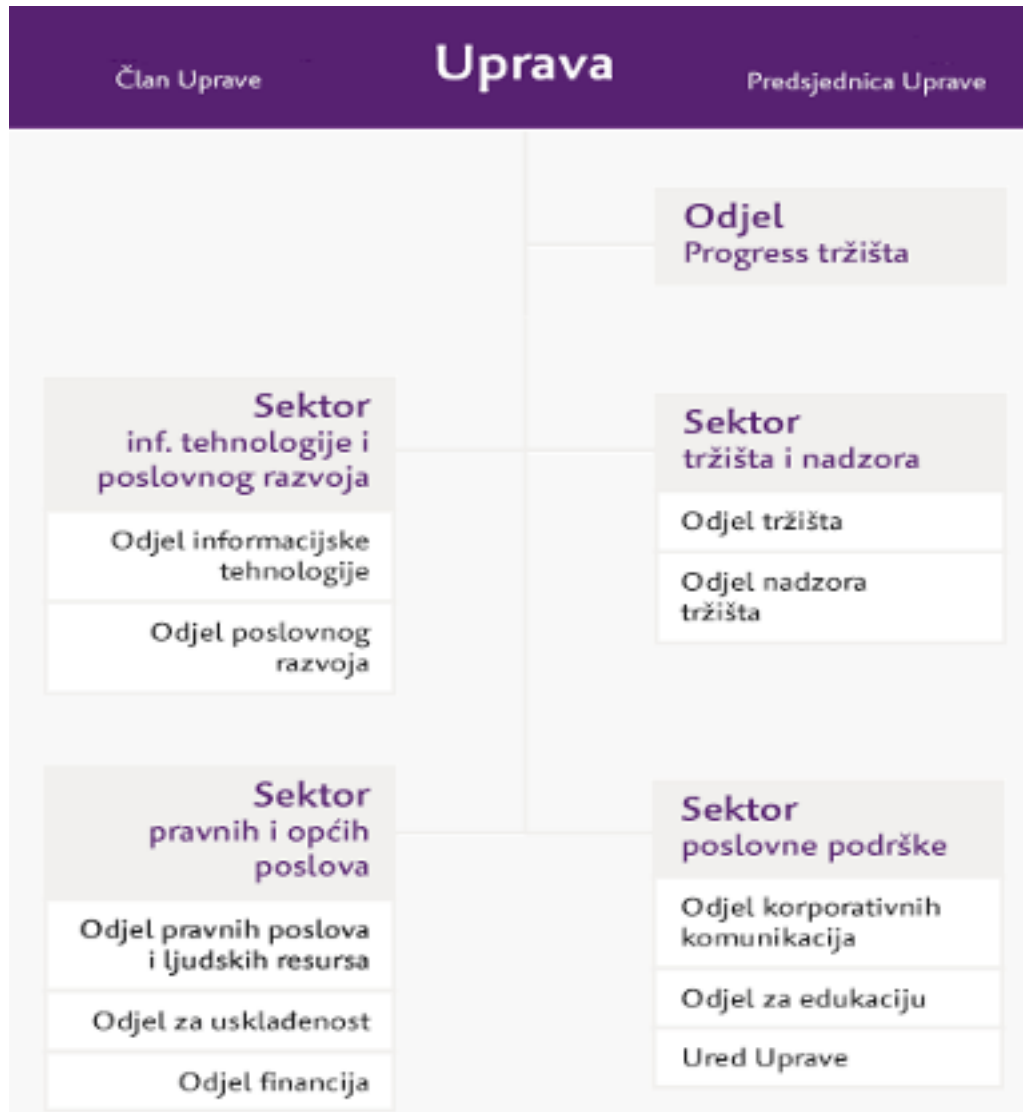 Uprava
Član Uprave
Predsjednica Uprave
Odjel
Progress tržišta
Sektor
inf. tehnologije i
poslovnog razvoja
Odjel informacijske
tehnologije
Odjel poslovnog
razvoja
Sektor
tržišta i nadzora
Odjel tržišta
Odjel nadzora
tržišta
Sektor
pravnih i općih
poslova
Odjel pravnih poslova
i ljudskih resursa
Odjel za usklađenost
Odjel financija
Sektor
poslovne podrške
Odjel korporativnih
komunikacija
Odjel za edukaciju
Ured Uprave